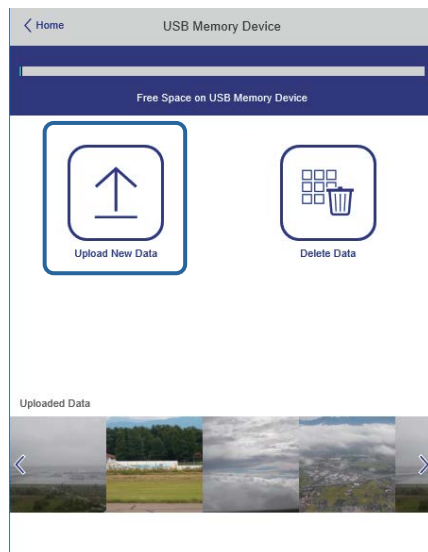 Home
USB Memory Device
Free Space on USB Memory Device
Upload New Data
Delete Data
Uploaded Data